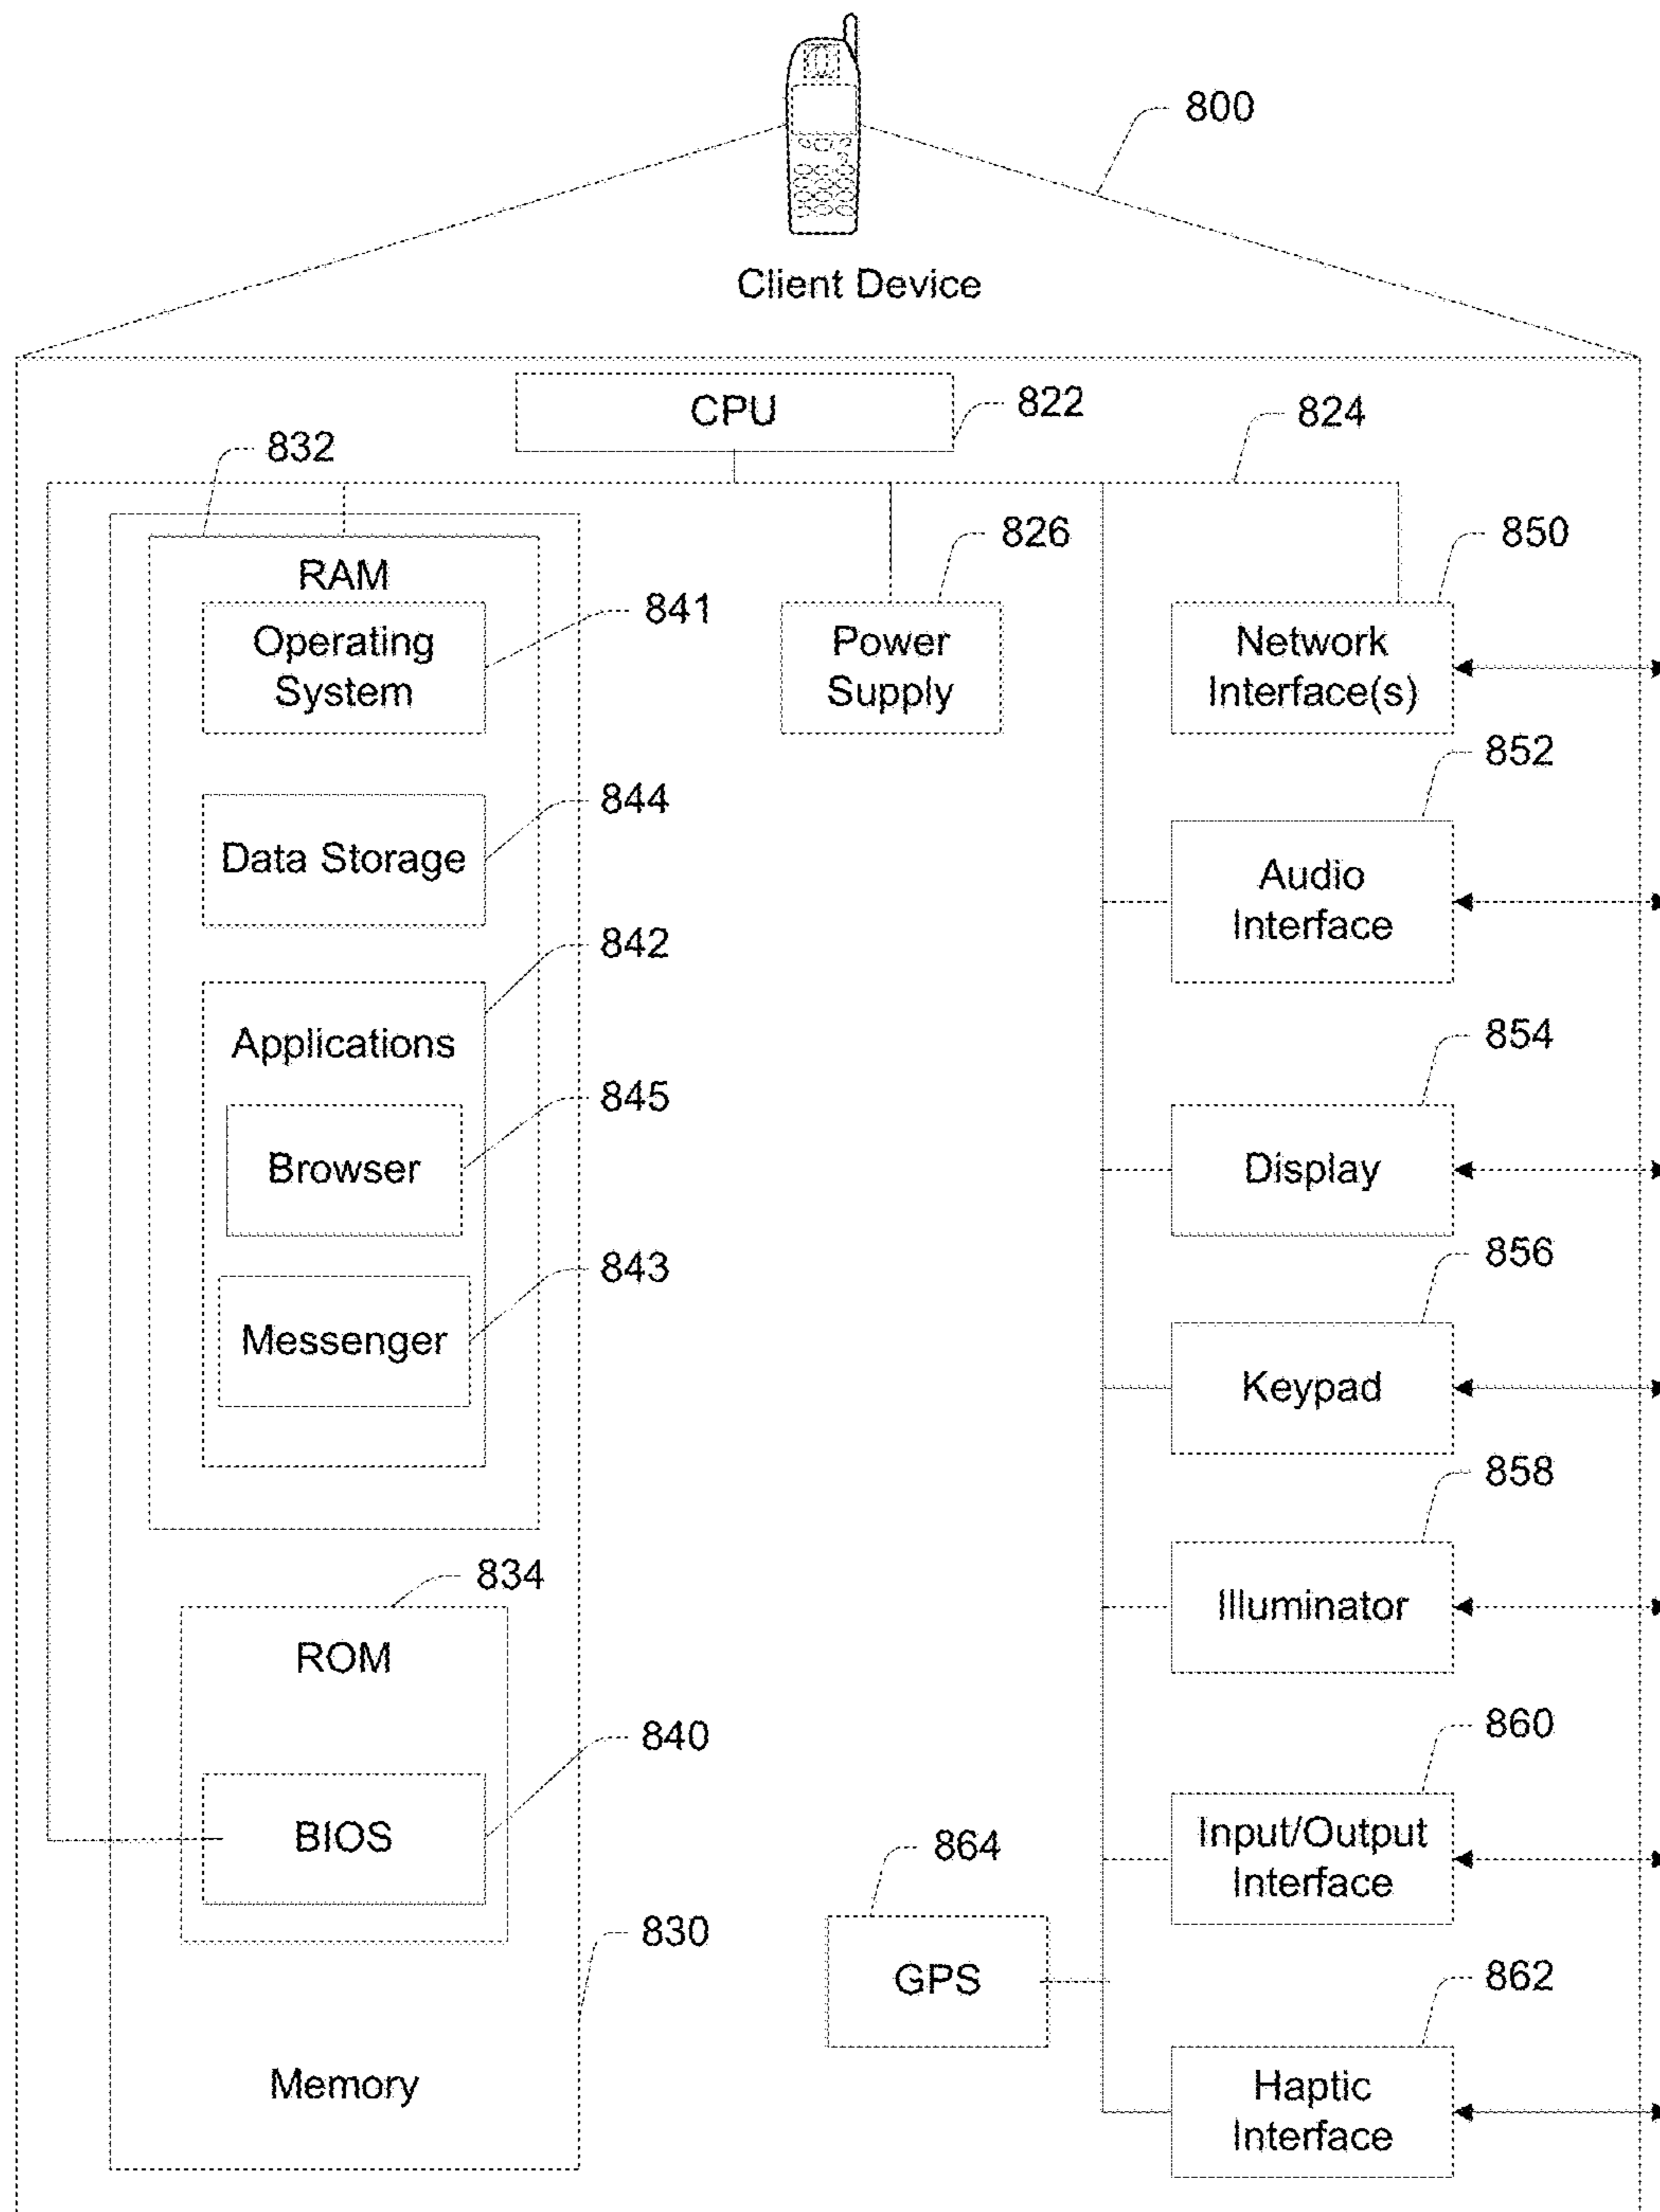 800
Client Device
CPU
822
824
832
RAM
826
850
Operating
System
841
Power
Supply
Network
Interface(s)
852
844
Data Storage
Audio
Interface
842
Applications
854
845
Browser
Display
856
843
Messenger
Keypad
858
834
ROM
Illuminator
860
840
BIOS
Input/Output
Interface
864
GPS
830
862
Memory
Haptic
Interface